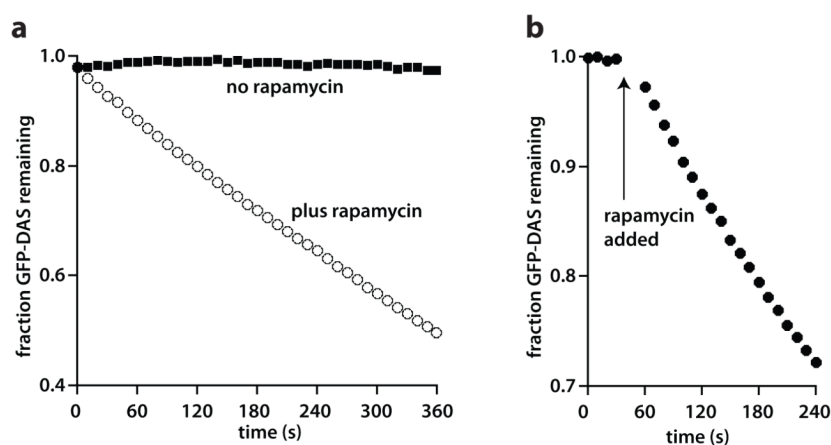 a
fraction GFP-DAS remaining
1.0
0.8
0.6
0.4
no rapamycin
plus rapamycin
0
60
120
180
240
300
360
time (s)
b
fraction GFP-DAS remaining
1.0
0.9
0.8
0.7
rapamycin
added
0
60
120
180
240
time (s)